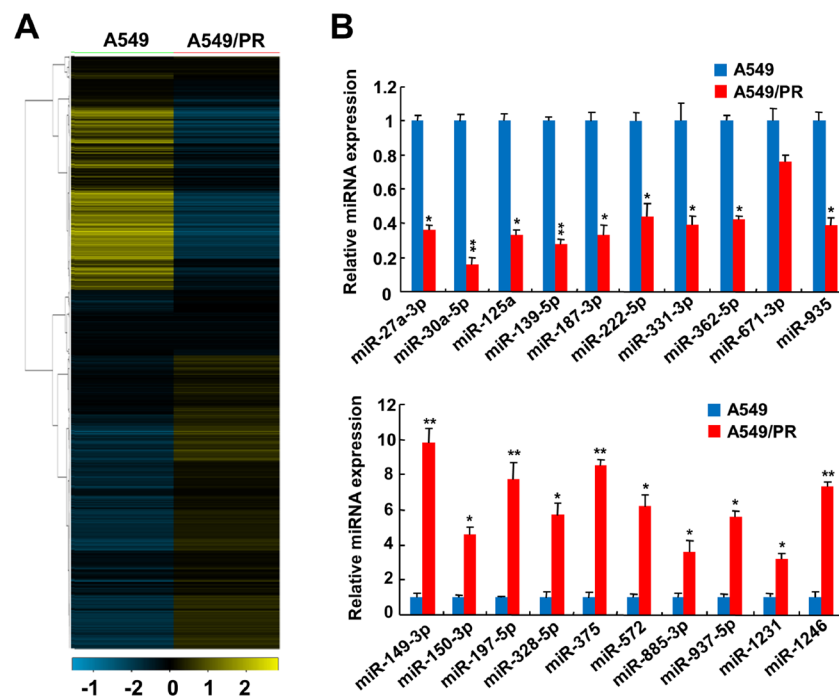 A
A549 A549/PR
-1 -2 0 1 2
B
A549
A549/PR
Relative miRNA expression
1.2
1
0.8
0.6
0.4
0.2
0
* ** * ** * * * * *
miR-27a-3p miR-30a-5p miR-125a miR-139-5p miR-187-3p miR-222-5p miR-331-3p miR-362-5p miR-671-3p miR-935
A549
A549/PR
Relative miRNA expression
12
10
8
6
4
2
0
** * ** * ** * * * * **
miR-149-3p miR-150-3p miR-197-5p miR-328-5p miR-375 miR-572 miR-885-3p miR-937-5p miR-1231 miR-1246